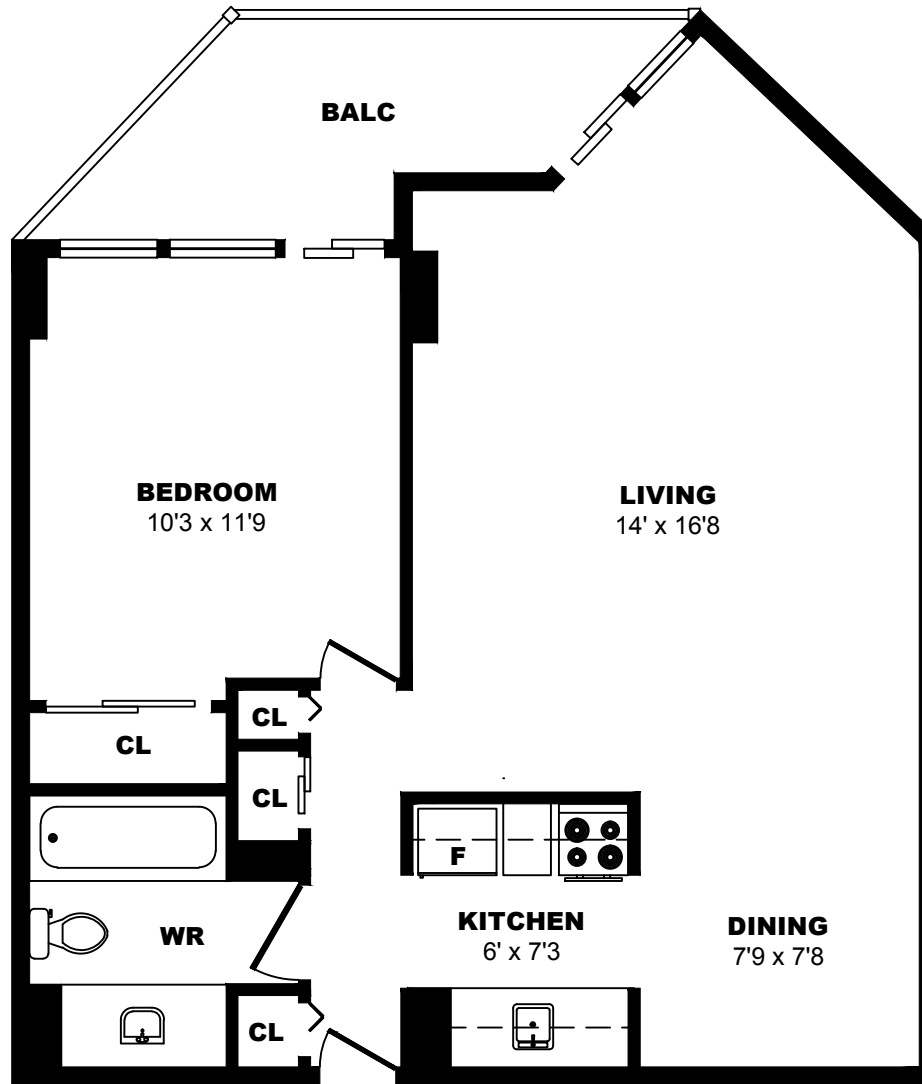 BALC
BEDROOM
10'3 x 11'9
LIVING
14' x 16'8
CL
CL
CL
F
WR
KITCHEN
6' x 7'3
DINING
7'9 x 7'8
CL